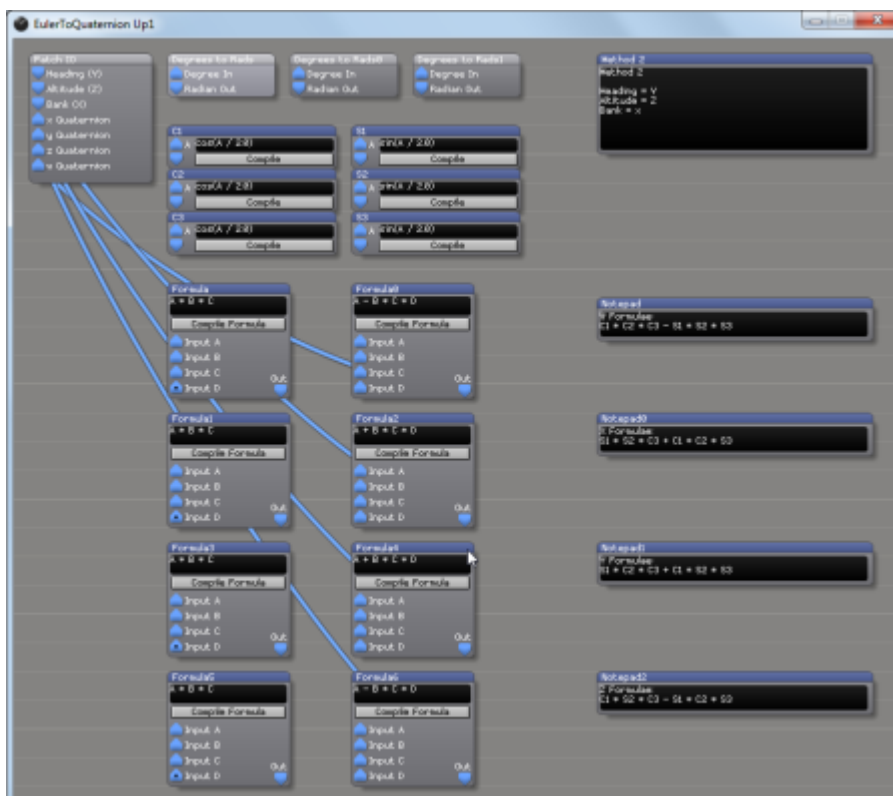 EulerToQuaternion Up1
Patch IO
Heading (Y)
Altitude (Z)
Bank (X)
x Quaternion
y Quaternion
z Quaternion
w Quaternion
Degrees to Rads
Degree In
Radian Out
Degrees to Rads0
Degree In
Radian Out
Degrees to Rads1
Degree In
Radian Out
Method 2
Method 2
Heading = Y
Altitude = Z
Bank = x
C1
A
cos(A / 2.0)
Compile
S1
A
sin(A / 2.0)
Compile
C2
A
cos(A / 2.0)
Compile
S2
A
sin(A / 2.0)
Compile
C3
A
cos(A / 2.0)
Compile
S3
A
sin(A / 2.0)
Compile
Formula
A * B * C
Compile Formula
Input A
Input B
Input C
Input D
Out
Formula0
A - B * C * D
Compile Formula
Input A
Input B
Input C
Input D
Out
Notepad
W Formulae:
C1 * C2 * C3 - S1 * S2 * S3
Formula1
A * B * C
Compile Formula
Input A
Input B
Input C
Input D
Out
Formula2
A + B * C * D
Compile Formula
Input A
Input B
Input C
Input D
Out
Notepad0
X Formulae:
S1 * S2 * C3 + C1 * C2 * S3
Formula3
A * B * C
Compile Formula
Input A
Input B
Input C
Input D
Out
Formula4
A + B * C * D
Compile Formula
Input A
Input B
Input C
Input D
Out
Notepad1
Y Formulae:
S1 * C2 * C3 + C1 * S2 * S3
Formula5
A * B * C
Compile Formula
Input A
Input B
Input C
Input D
Out
Formula6
A - B * C * D
Compile Formula
Input A
Input B
Input C
Input D
Out
Notepad2
Z Formulae:
C1 * S2 * C3 - S1 * C2 * S3